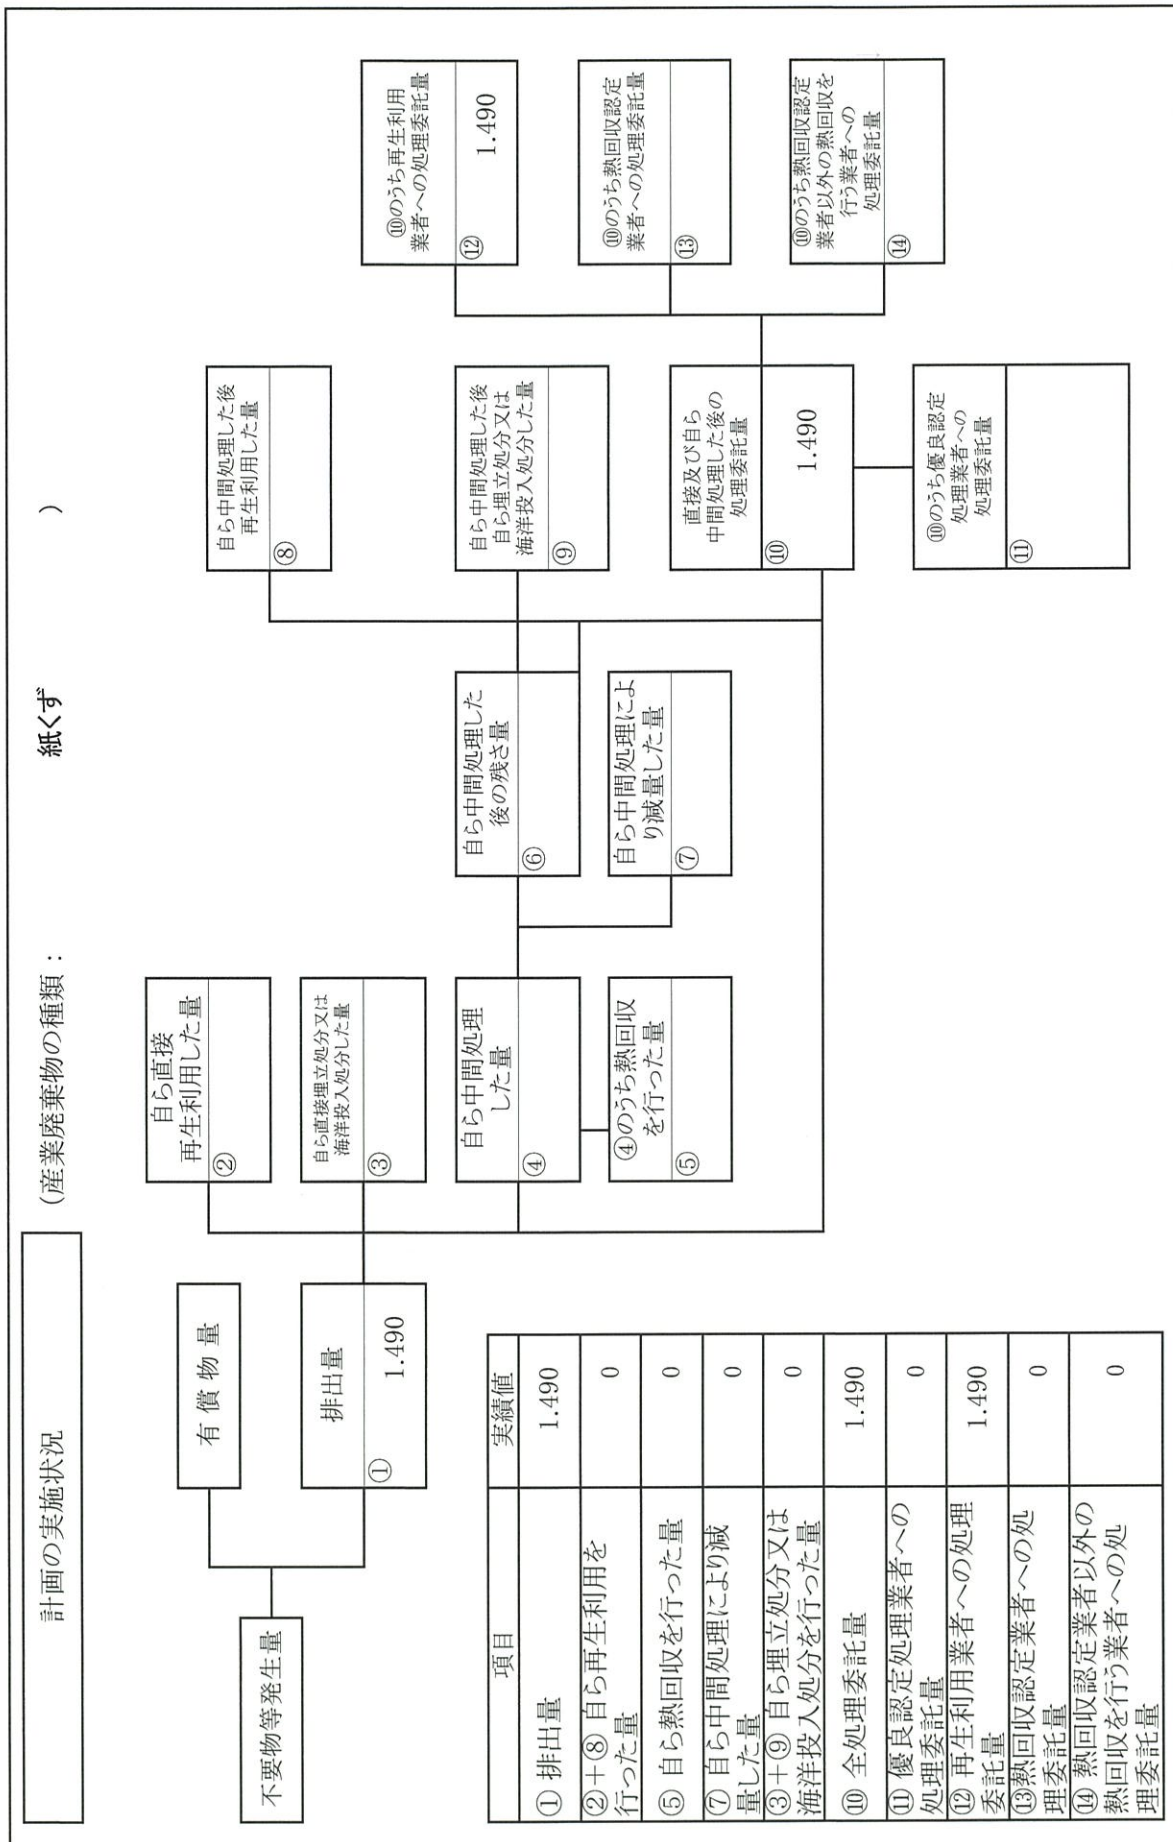 計画の実施状況
(産業廃棄物の種類:　紙くず　)
不要物等発生量
有償物量
排出量
① 1.490
自ら直接
再生利用した量
②
自ら直接埋立処分又は
海洋投入処分した量
③
自ら中間処理
した量
④
④のうち熱回収
を行った量
⑤
自ら中間処理した
後の残さ量
⑥
自ら中間処理によ
り減量した量
⑦
自ら中間処理した後
再生利用した量
⑧
自ら中間処理した後
自ら埋立処分又は
海洋投入処分した量
⑨
直接及び自ら
中間処理した後の
処理委託量
⑩ 1.490
⑩のうち優良認定
処理業者への
処理委託量
⑪
⑩のうち再生利用
業者への処理委託量
⑫ 1.490
⑩のうち熱回収認定
業者への処理委託量
⑬
⑩のうち熱回収認定
業者以外の熱回収を
行う業者への
処理委託量
⑭
項目 実績値
① 排出量 1.490
②+⑧ 自ら再生利用を
行った量 0
⑤ 自ら熱回収を行った量 0
⑦ 自ら中間処理により減
量した量 0
③+⑨ 自ら埋立処分又は
海洋投入処分を行った量 0
⑩ 全処理委託量 1.490
⑪ 優良認定処理業者への
処理委託量 0
⑫ 再生利用業者への処理
委託量 1.490
⑬熱回収認定業者への処
理委託量 0
⑭ 熱回収認定業者以外の
熱回収を行う業者への処
理委託量 0